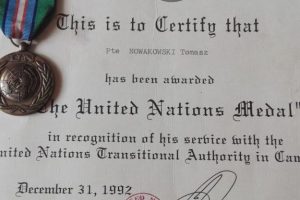 This is to Certify that
Pte NOWAKOWSKI Tomasz
has been awarded
The United Nations Medal"
in recognition of his service with the
nited Nations Transitional Authority in Cam
December 31, 1992